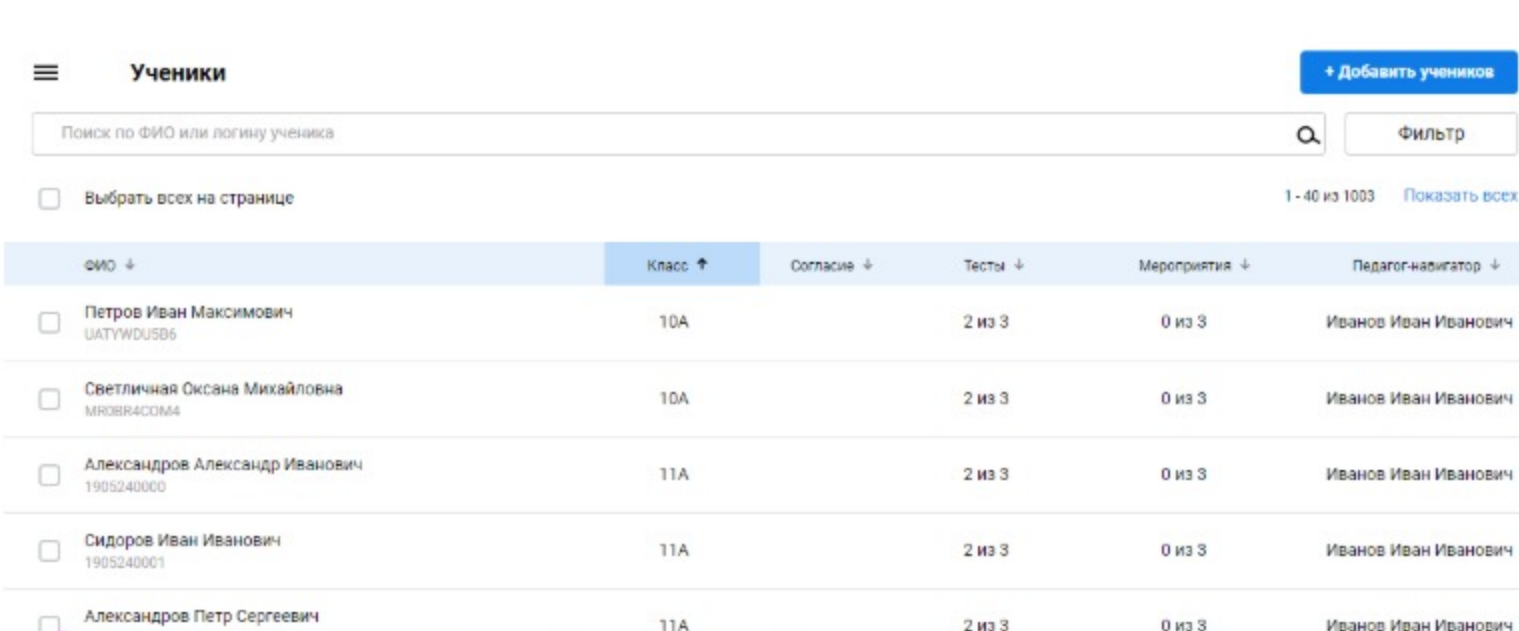 Ученики
+ Добавить учеников
Поиск по ФИО или логину ученика
Фильтр
Выбрать всех на странице
1 - 40 из 1003 Показать всех
ФИО ↓ Класс ↑ Согласие ↓ Тесты ↓ Мероприятия ↓ Педагог-навигатор ↓
Петров Иван Максимович 10А 2 из 3 0 из 3 Иванов Иван Иванович
UATYWDU5B6
Светличная Оксана Михайловна 10А 2 из 3 0 из 3 Иванов Иван Иванович
MR0BR4COM4
Александров Александр Иванович 11А 2 из 3 0 из 3 Иванов Иван Иванович
1905240000
Сидоров Иван Иванович 11А 2 из 3 0 из 3 Иванов Иван Иванович
1905240001
Александров Петр Сергеевич 11А 2 из 3 0 из 3 Иванов Иван Иванович